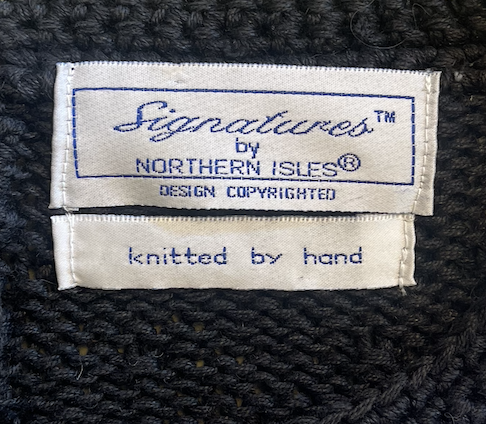 Signatures™
by
NORTHERN ISLES®
DESIGN COPYRIGHTED
knitted by hand